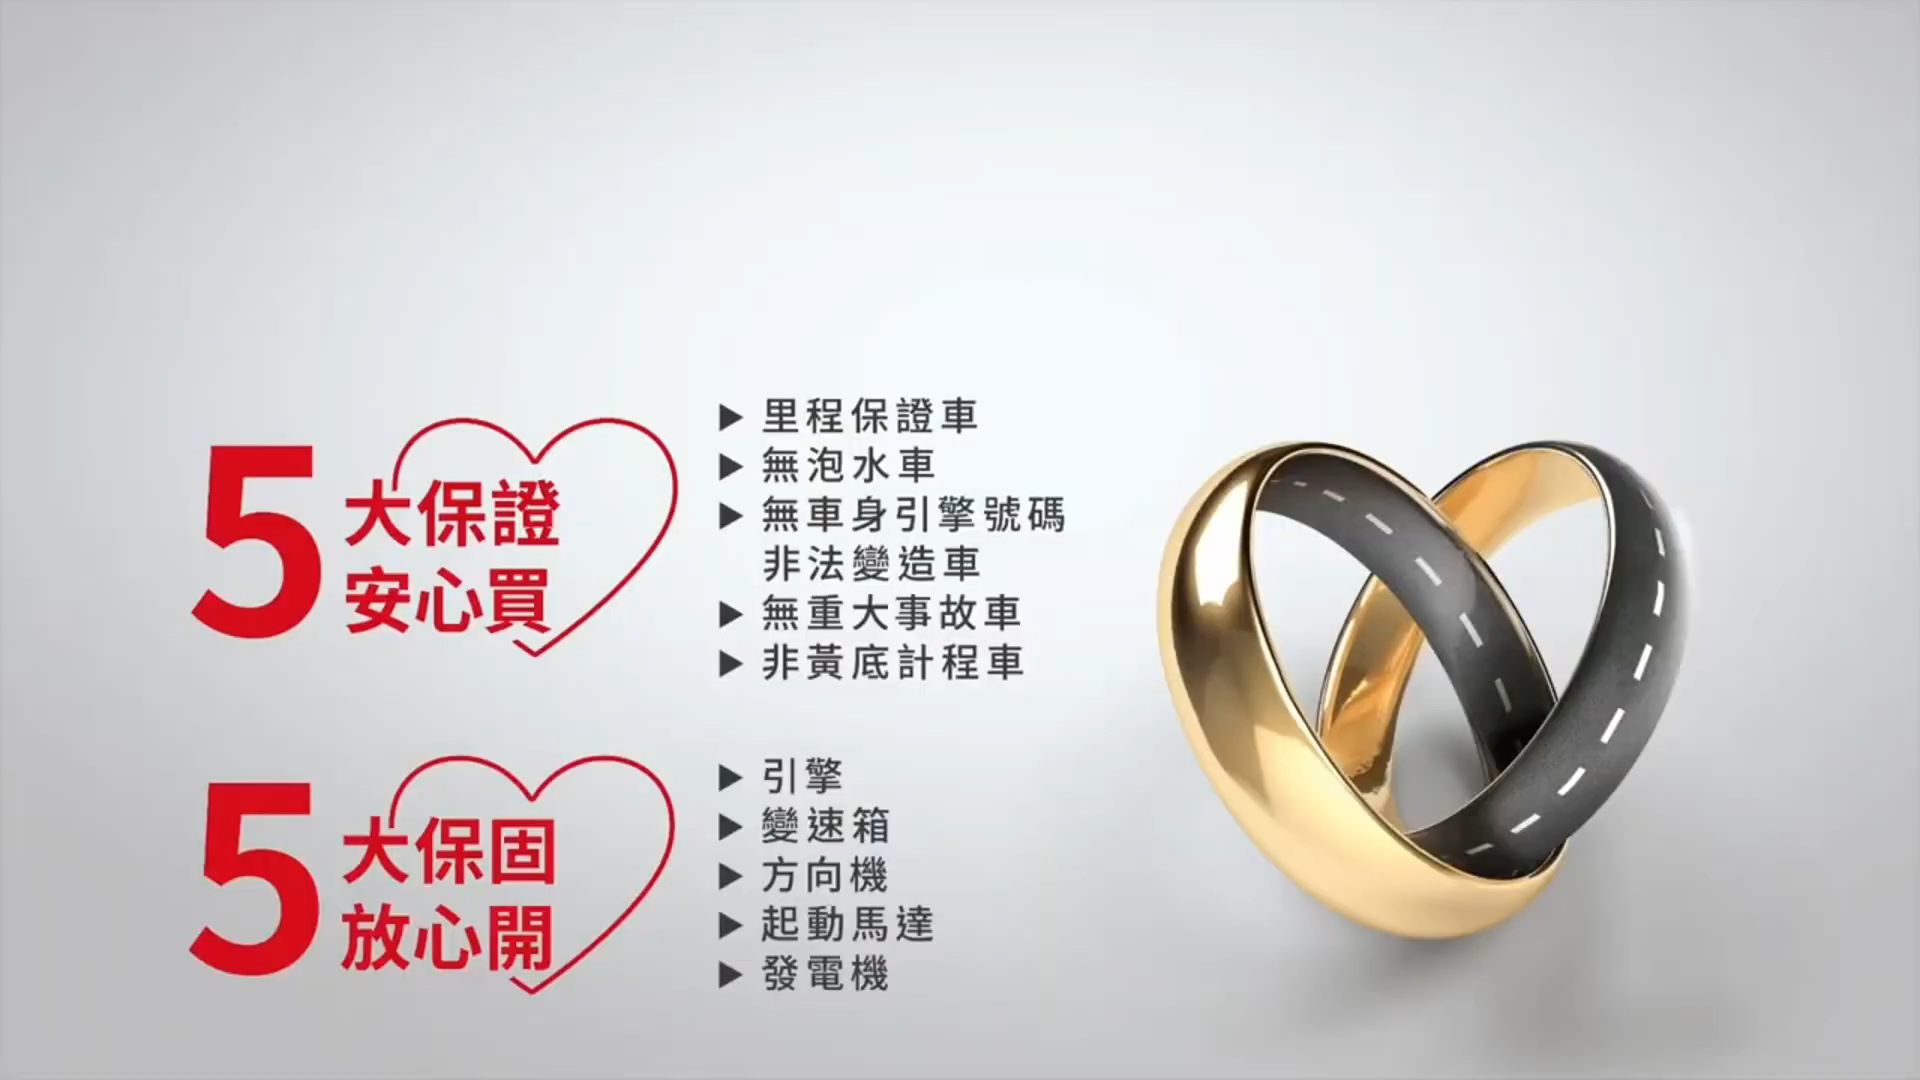 5大保證
安心買
▶ 里程保證車
▶ 無泡水車
▶ 無車身引擎號碼
非法變造車
▶ 無重大事故車
▶ 非黃底計程車
5大保固
放心開
▶ 引擎
▶ 變速箱
▶ 方向機
▶ 起動馬達
▶ 發電機